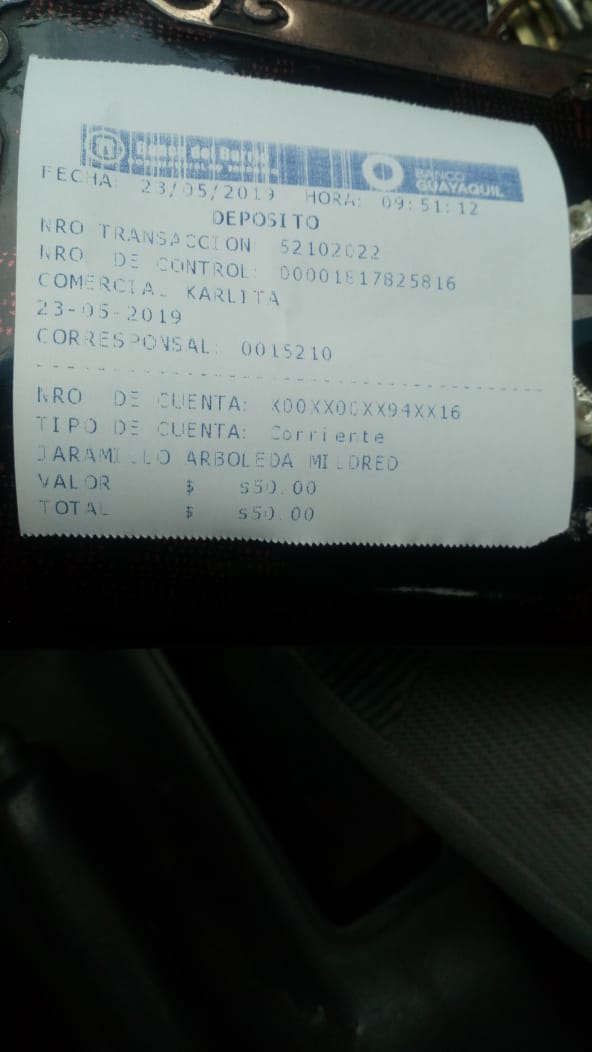 Banco del Barrio
BANCO
GUAYAQUIL
FECHA: 23/05/2019 HORA: 09:51:12
DEPOSITO
NRO TRANSACCION 52102022
NRO DE CONTROL: 00001817825816
COMERCIAL KARLITA
23-05-2019
CORRESPONSAL: 0015210
NRO DE CUENTA: X00XX00XX94XX16
TIPO DE CUENTA: Corriente
JARAMILLO ARBOLEDA MILDRED
VALOR $ s50.00
TOTAL $ s50.00